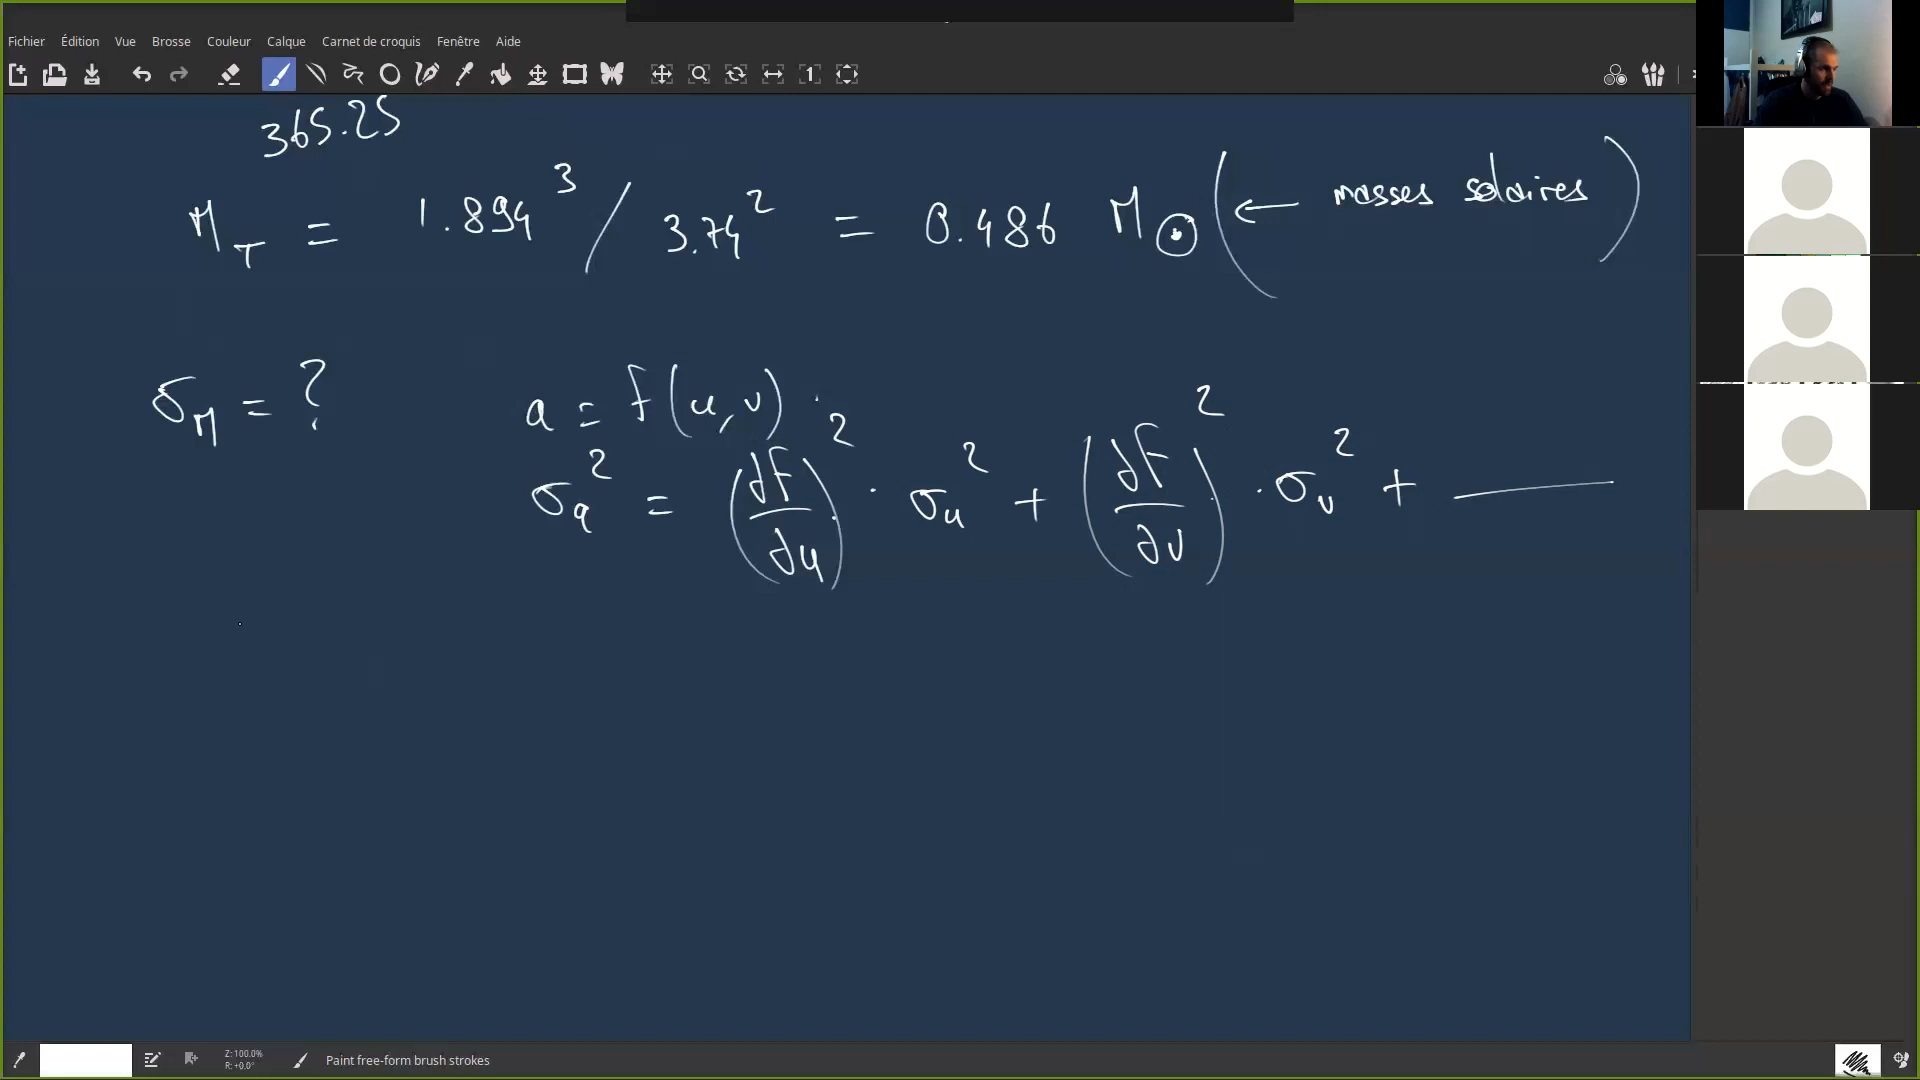 Fichier Édition Vue Brosse Couleur Calque Carnet de croquis Fenêtre Aide
365.25
M_T = 1.894^3 / 3.74^2 = 0.486 M_⊙ (← masses solaires)
σ_M = ? a = f(u,v).
σ_a^2 = (∂f/∂u)^2 · σ_u^2 + (∂f/∂v)^2 · σ_v^2 + ———
Z: 100.0%
R: +0.0°
Paint free-form brush strokes